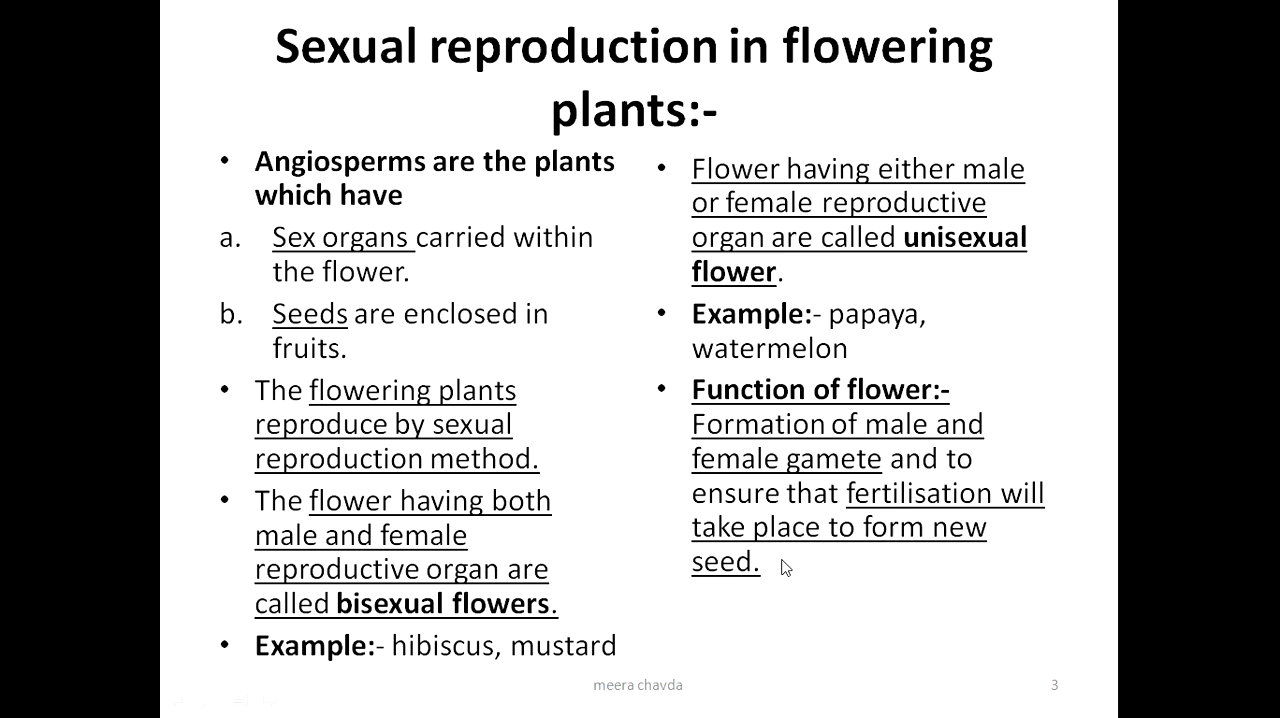 Sexual reproduction in flowering
plants:-
• Angiosperms are the plants
which have
a. Sex organs carried within
the flower.
b. Seeds are enclosed in
fruits.
• The flowering plants
reproduce by sexual
reproduction method.
• The flower having both
male and female
reproductive organ are
called bisexual flowers.
• Example:- hibiscus, mustard
• Flower having either male
or female reproductive
organ are called unisexual
flower.
• Example:- papaya,
watermelon
• Function of flower:-
Formation of male and
female gamete and to
ensure that fertilisation will
take place to form new
seed.
meera chavda
3